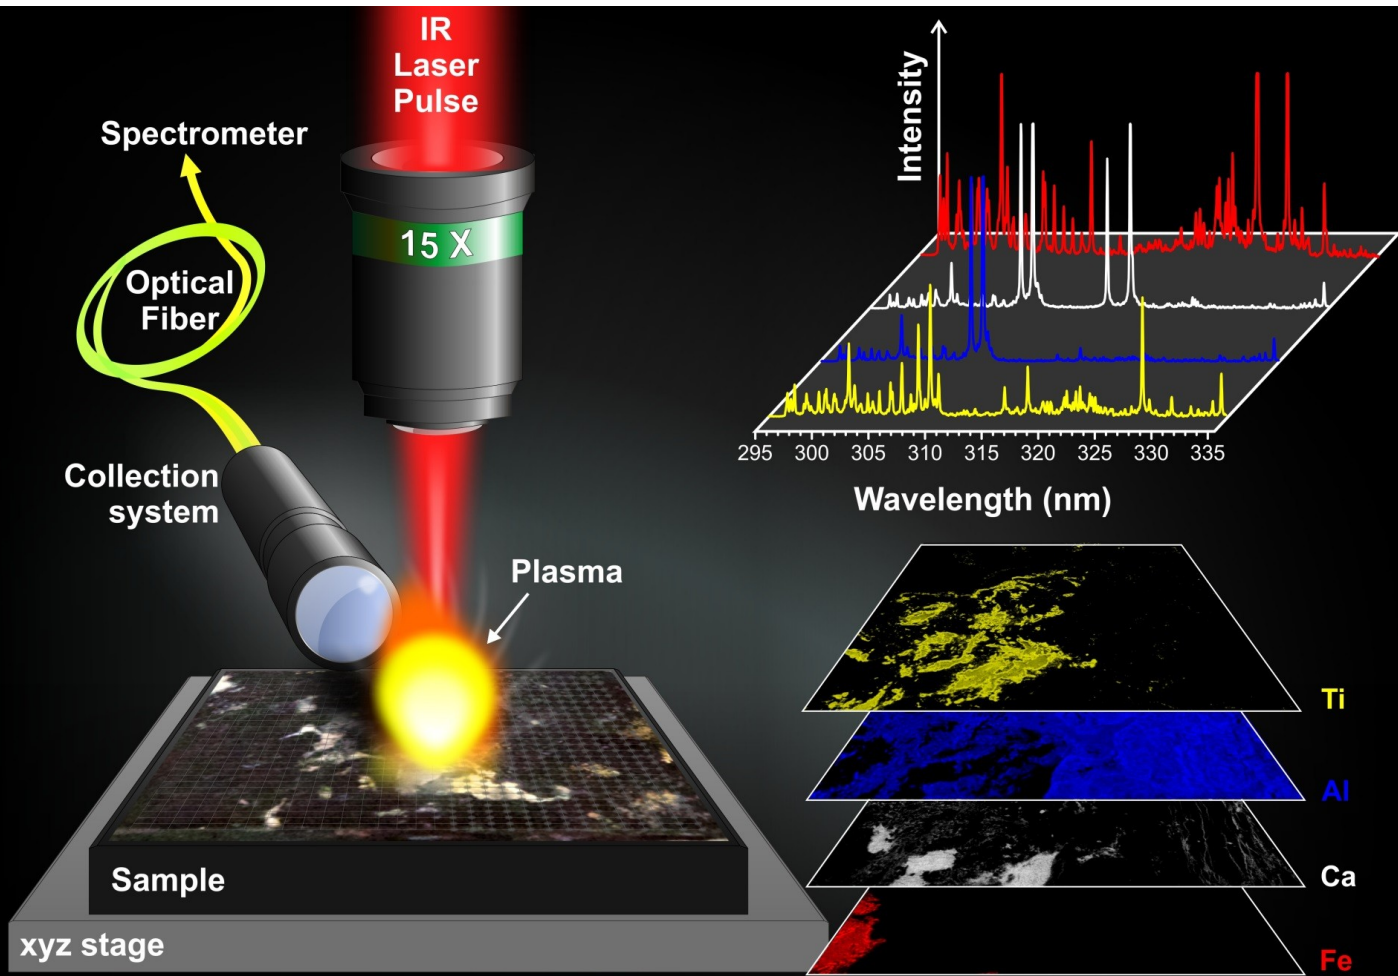 IR
Laser
Pulse
Spectrometer
15 X
Optical
Fiber
Collection
system
Plasma
Sample
xyz stage
Intensity
295 300 305 310 315 320 325 330 335
Wavelength (nm)
Ti
Al
Ca
Fe